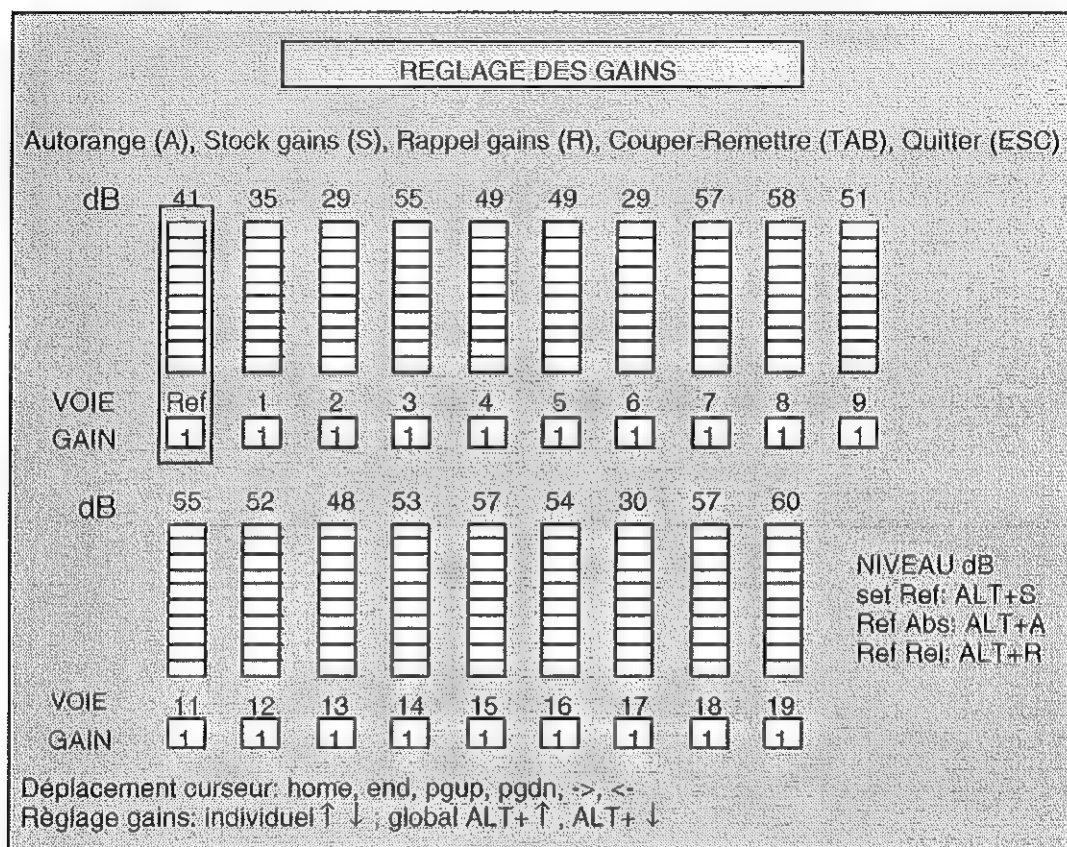 REGLAGE DES GAINS
Autorange (A), Stock gains (S), Rappel gains (R), Couper-Remettre (TAB), Quitter (ESC)
dB 41 35 29 55 49 49 29 57 58 51
VOIE Ref 1 2 3 4 5 6 7 8 9
GAIN 1 1 1 1 1 1 1 1 1 1
dB 55 52 48 53 57 54 30 57 60
NIVEAU dB
set Ref: ALT+S
Ref Abs: ALT+A
Ref Rel: ALT+R
VOIE 11 12 13 14 15 16 17 18 19
GAIN 1 1 1 1 1 1 1 1 1
Déplacement curseur: home, end, pgup, pgdn, ->, <-
Règlage gains: individuel ↑ ↓ ; global ALT+ ↑, ALT+ ↓